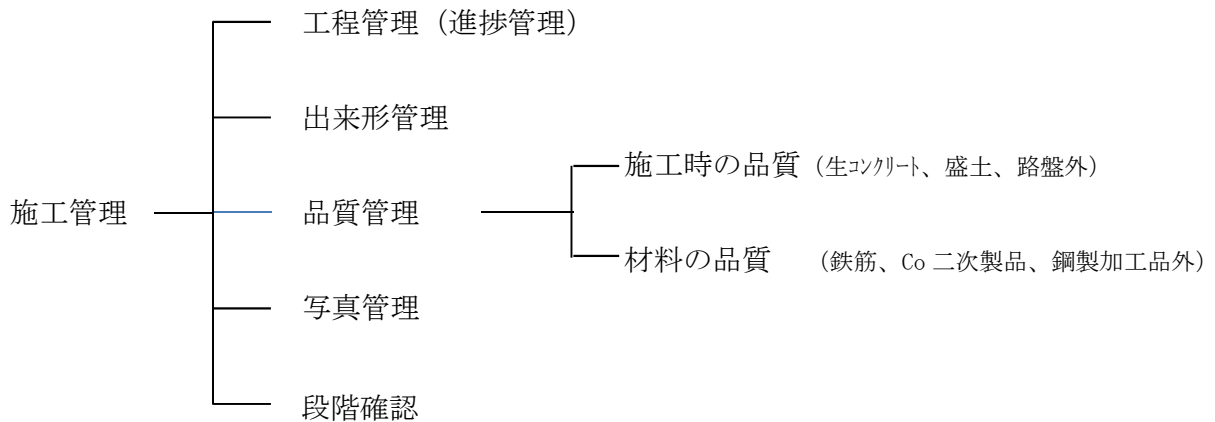 工程管理（進捗管理）
出来形管理
施工時の品質（生ｺﾝｸﾘｰﾄ、盛土、路盤外）
施工管理
品質管理
材料の品質　（鉄筋、Co 二次製品、鋼製加工品外）
写真管理
段階確認